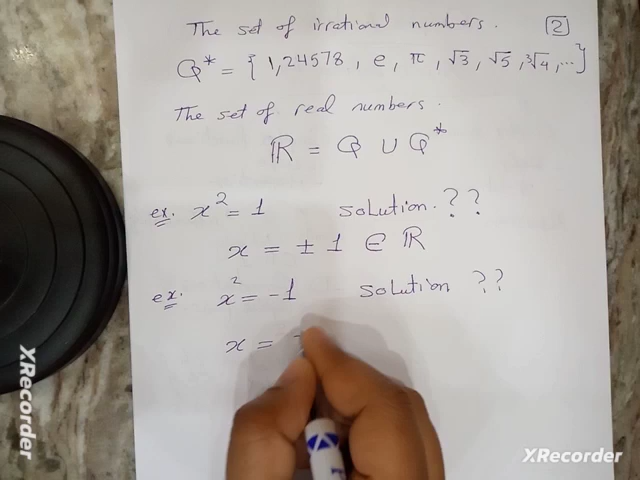 The set of irrational numbers. 2
Q* = { 1,24578 , e, π , √3 , √5 , ³√4 , ... }
The set of real numbers.
ℝ = Q ∪ Q*
ex. x² = 1 solution. ??
x = ± 1 ∈ ℝ
ex. x² = -1 solution ??
x =
XRecorder
XRecorder